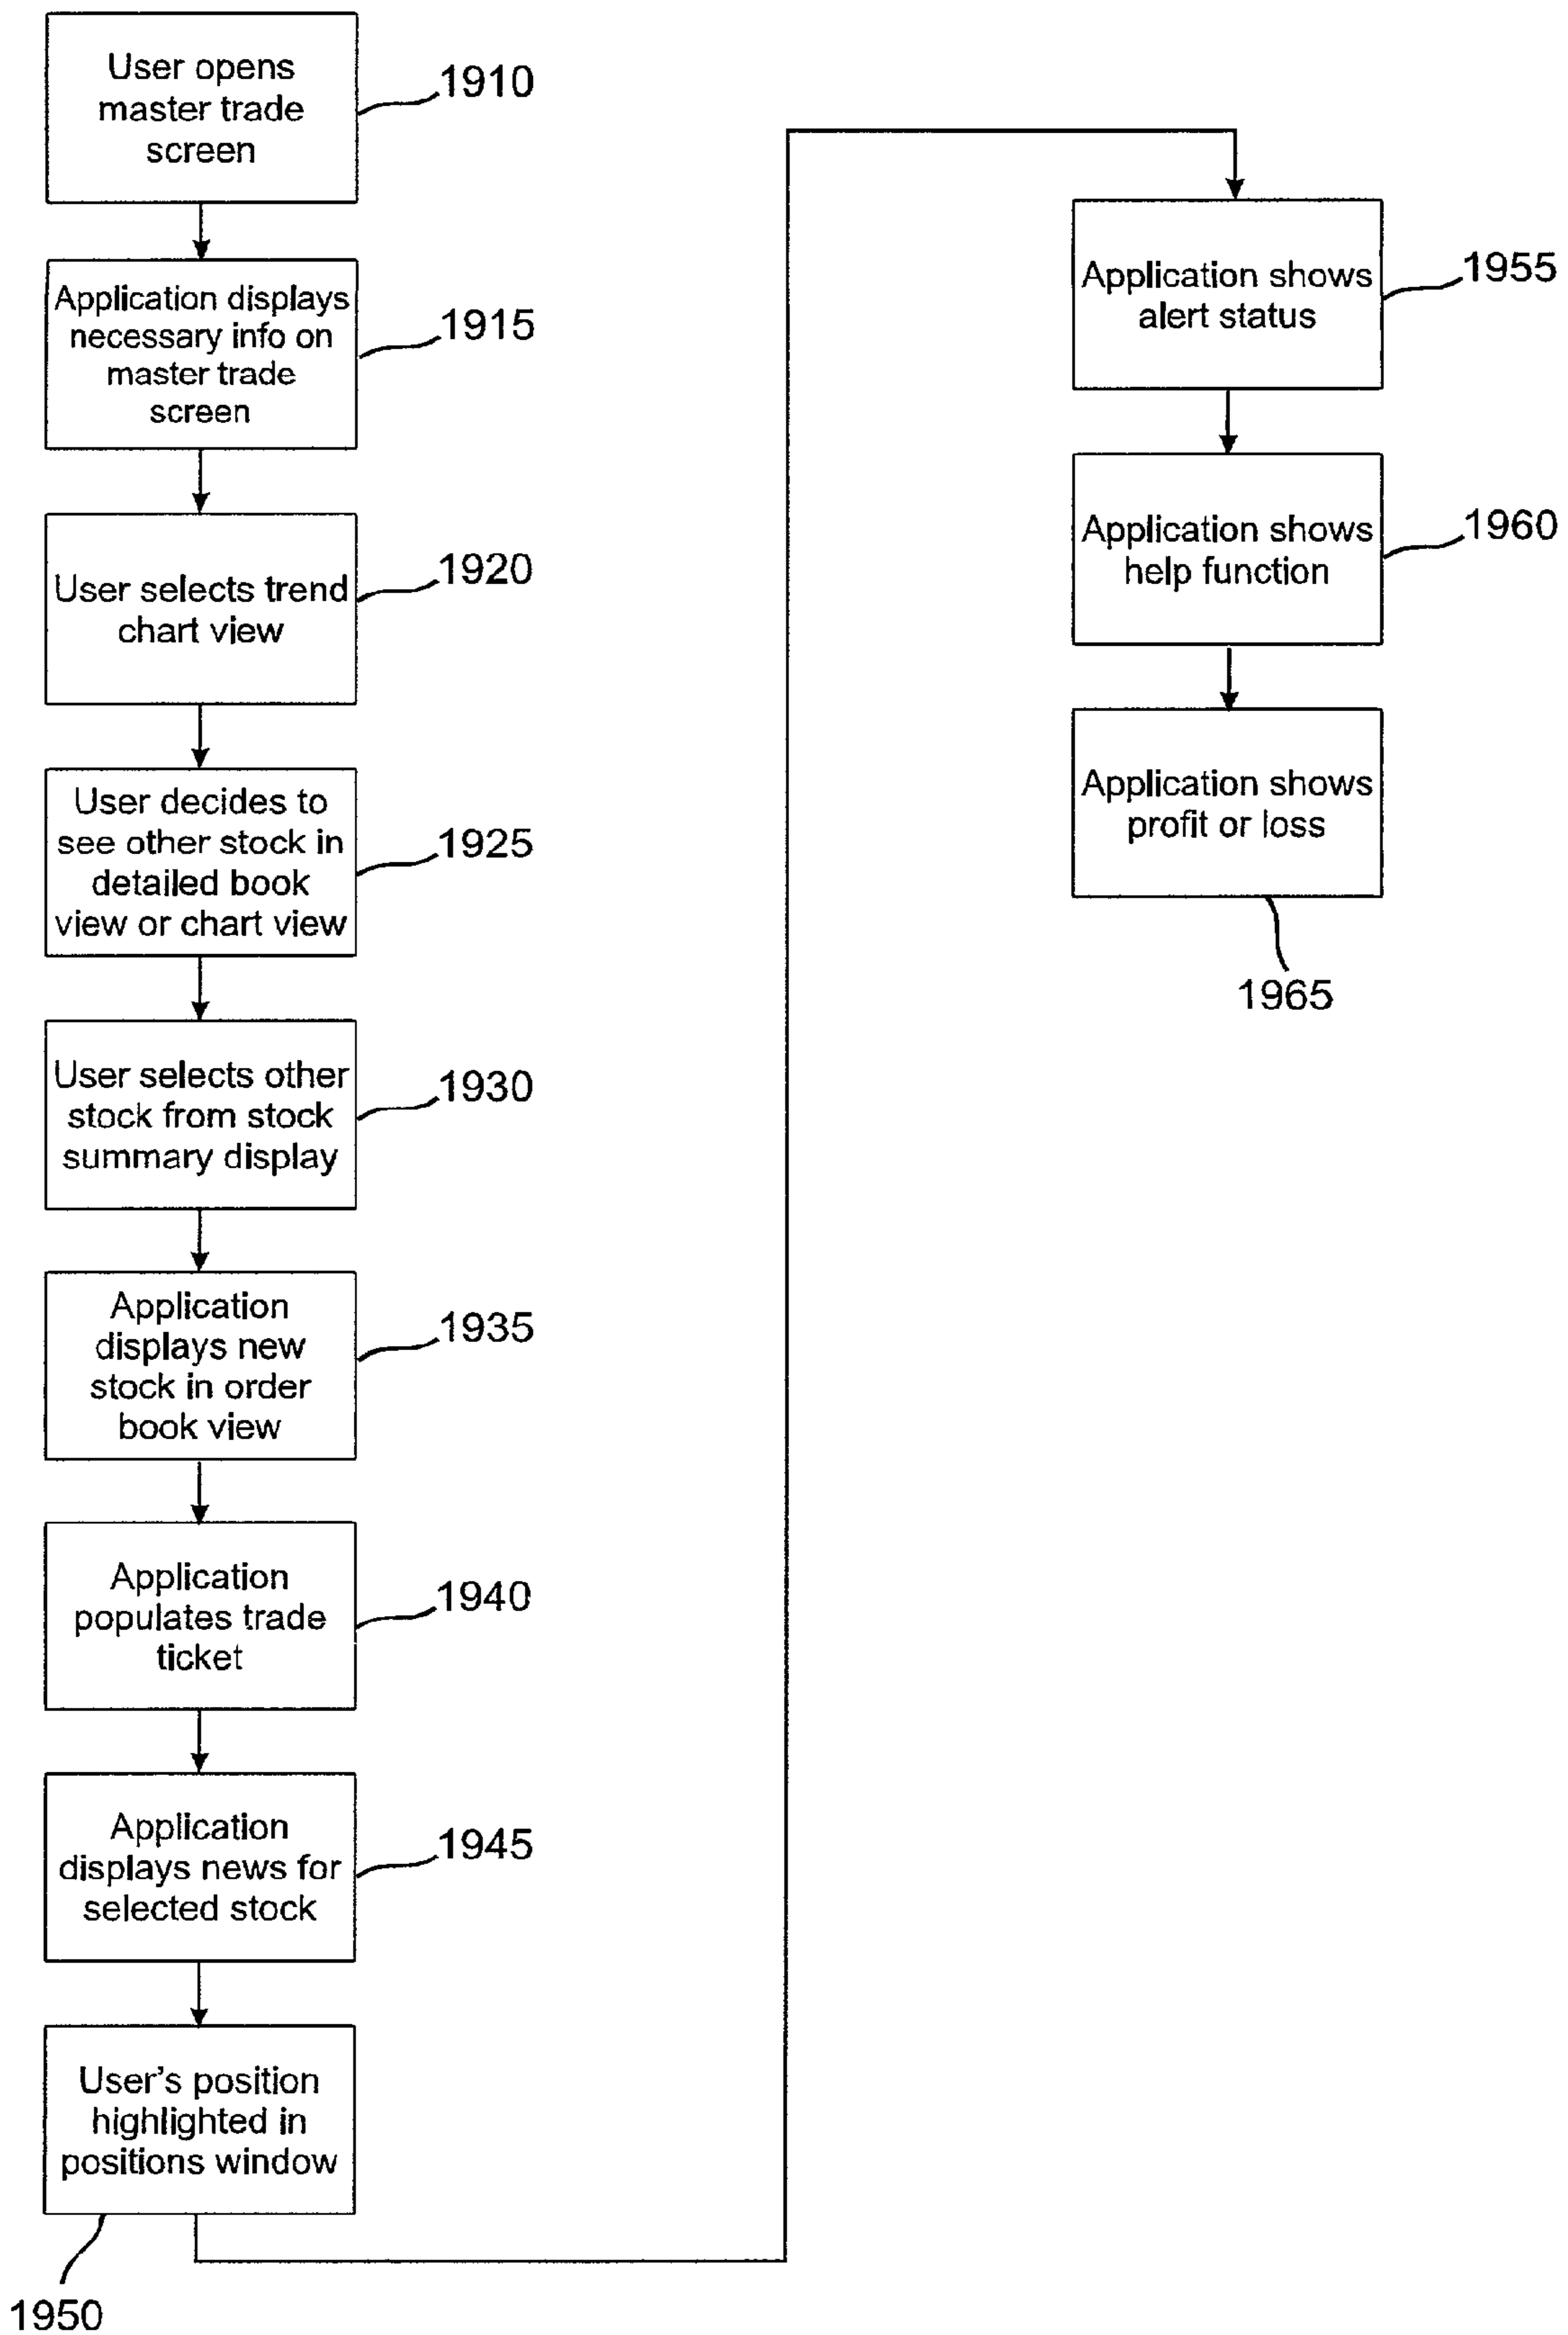 User opens
master trade
screen
1910
Application displays
necessary info on
master trade
screen
1915
User selects trend
chart view
1920
User decides to
see other stock in
detailed book
view or chart view
1925
User selects other
stock from stock
summary display
1930
Application
displays new
stock in order
book view
1935
Application
populates trade
ticket
1940
Application
displays news for
selected stock
1945
User’s position
highlighted in
positions window
1950
Application shows
alert status
1955
Application shows
help function
1960
Application shows
profit or loss
1965